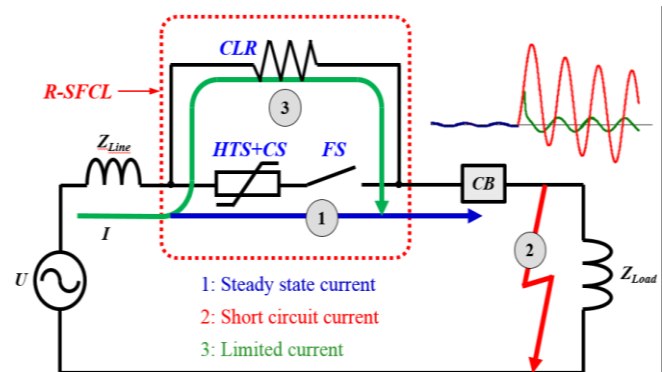 CLR
R-SFCL
3
Z_Line
HTS+CS
FS
CB
I
1
2
U
Z_Load
1: Steady state current
2: Short circuit current
3: Limited current